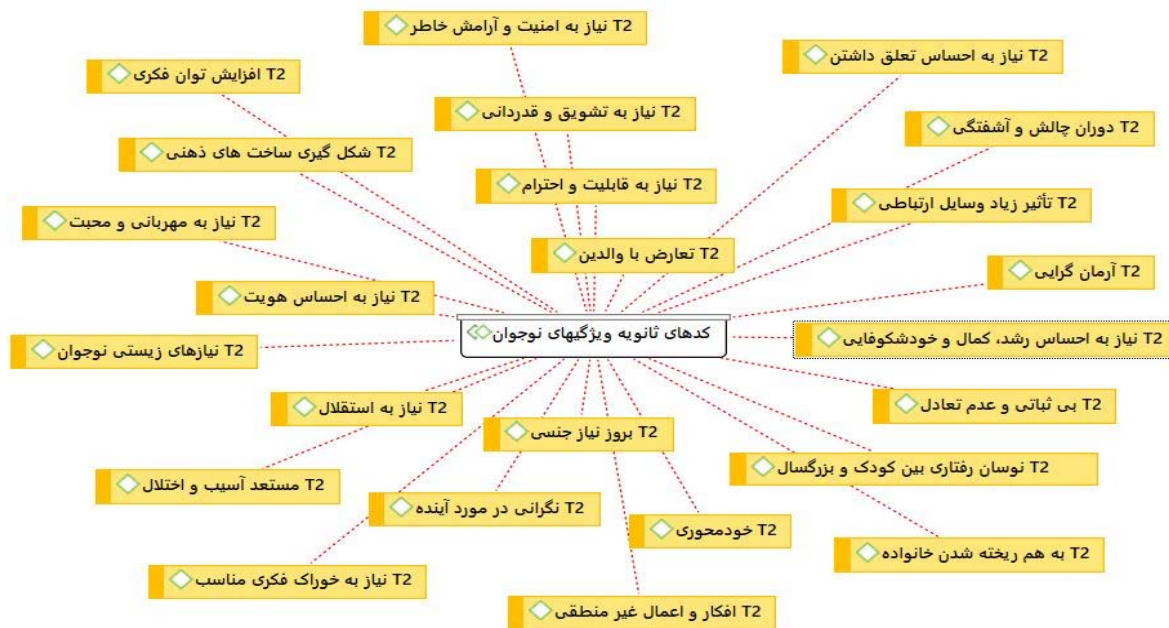 T2 نیاز به امنیت و آرامش خاطر
T2 نیاز به احساس تعلق داشتن
T2 افزایش توان فکری
T2 نیاز به تشویق و قدردانی
T2 دوران چالش و آشفتگی
T2 شکل گیری ساخت های ذهنی
T2 نیاز به قابلیت و احترام
T2 تأثیر زیاد وسایل ارتباطی
T2 نیاز به مهربانی و محبت
T2 تعارض با والدین
T2 آرمان گرایی
T2 نیاز به احساس هویت
کدهای ثانویه ویژگیهای نوجوان
T2 نیاز به احساس رشد، کمال و خودشکوفایی
T2 نیازهای زیستی نوجوان
T2 بی ثباتی و عدم تعادل
T2 نیاز به استقلال
T2 بروز نیاز جنسی
T2 نوسان رفتاری بین کودک و بزرگسال
T2 مستعد آسیب و اختلال
T2 نگرانی در مورد آینده
T2 خودمحوری
T2 به هم ریخته شدن خانواده
T2 نیاز به خوراک فکری مناسب
T2 افکار و اعمال غیر منطقی